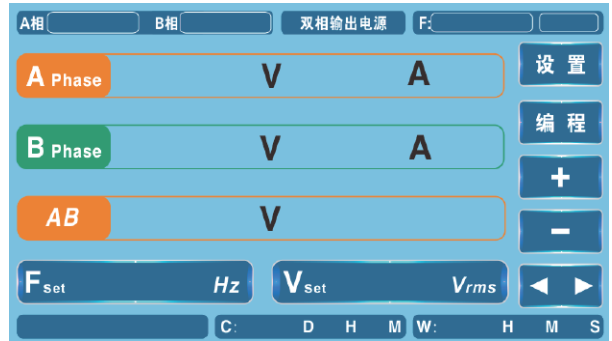 A相 B相 双相输出电源 F:
A Phase V A 设 置
B Phase V A 编 程
+
AB V
−
Fset Hz Vset Vrms ◀ ▶
C: D H M W: H M S